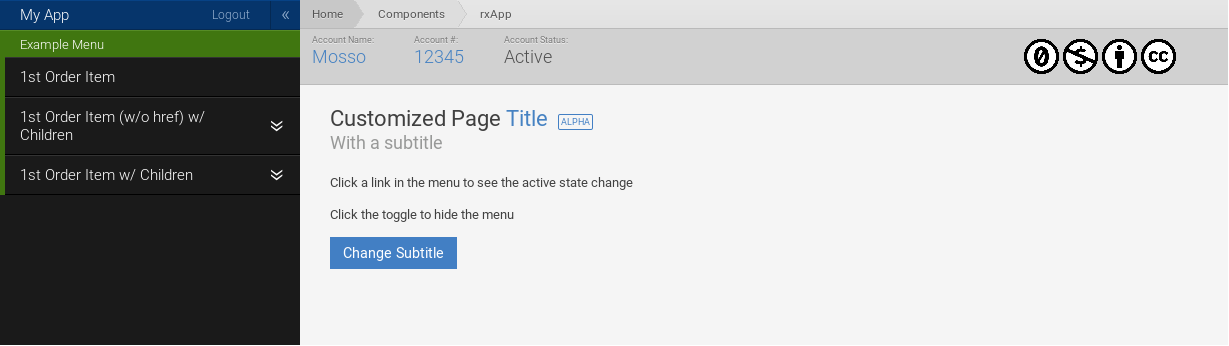 My App
Logout
«
Example Menu
1st Order Item
1st Order Item (w/o href) w/
Children
1st Order Item w/ Children
Home
Components
rxApp
Account Name:
Mosso
Account #:
12345
Account Status:
Active
0
$
cc
Customized Page Title ALPHA
With a subtitle
Click a link in the menu to see the active state change
Click the toggle to hide the menu
Change Subtitle